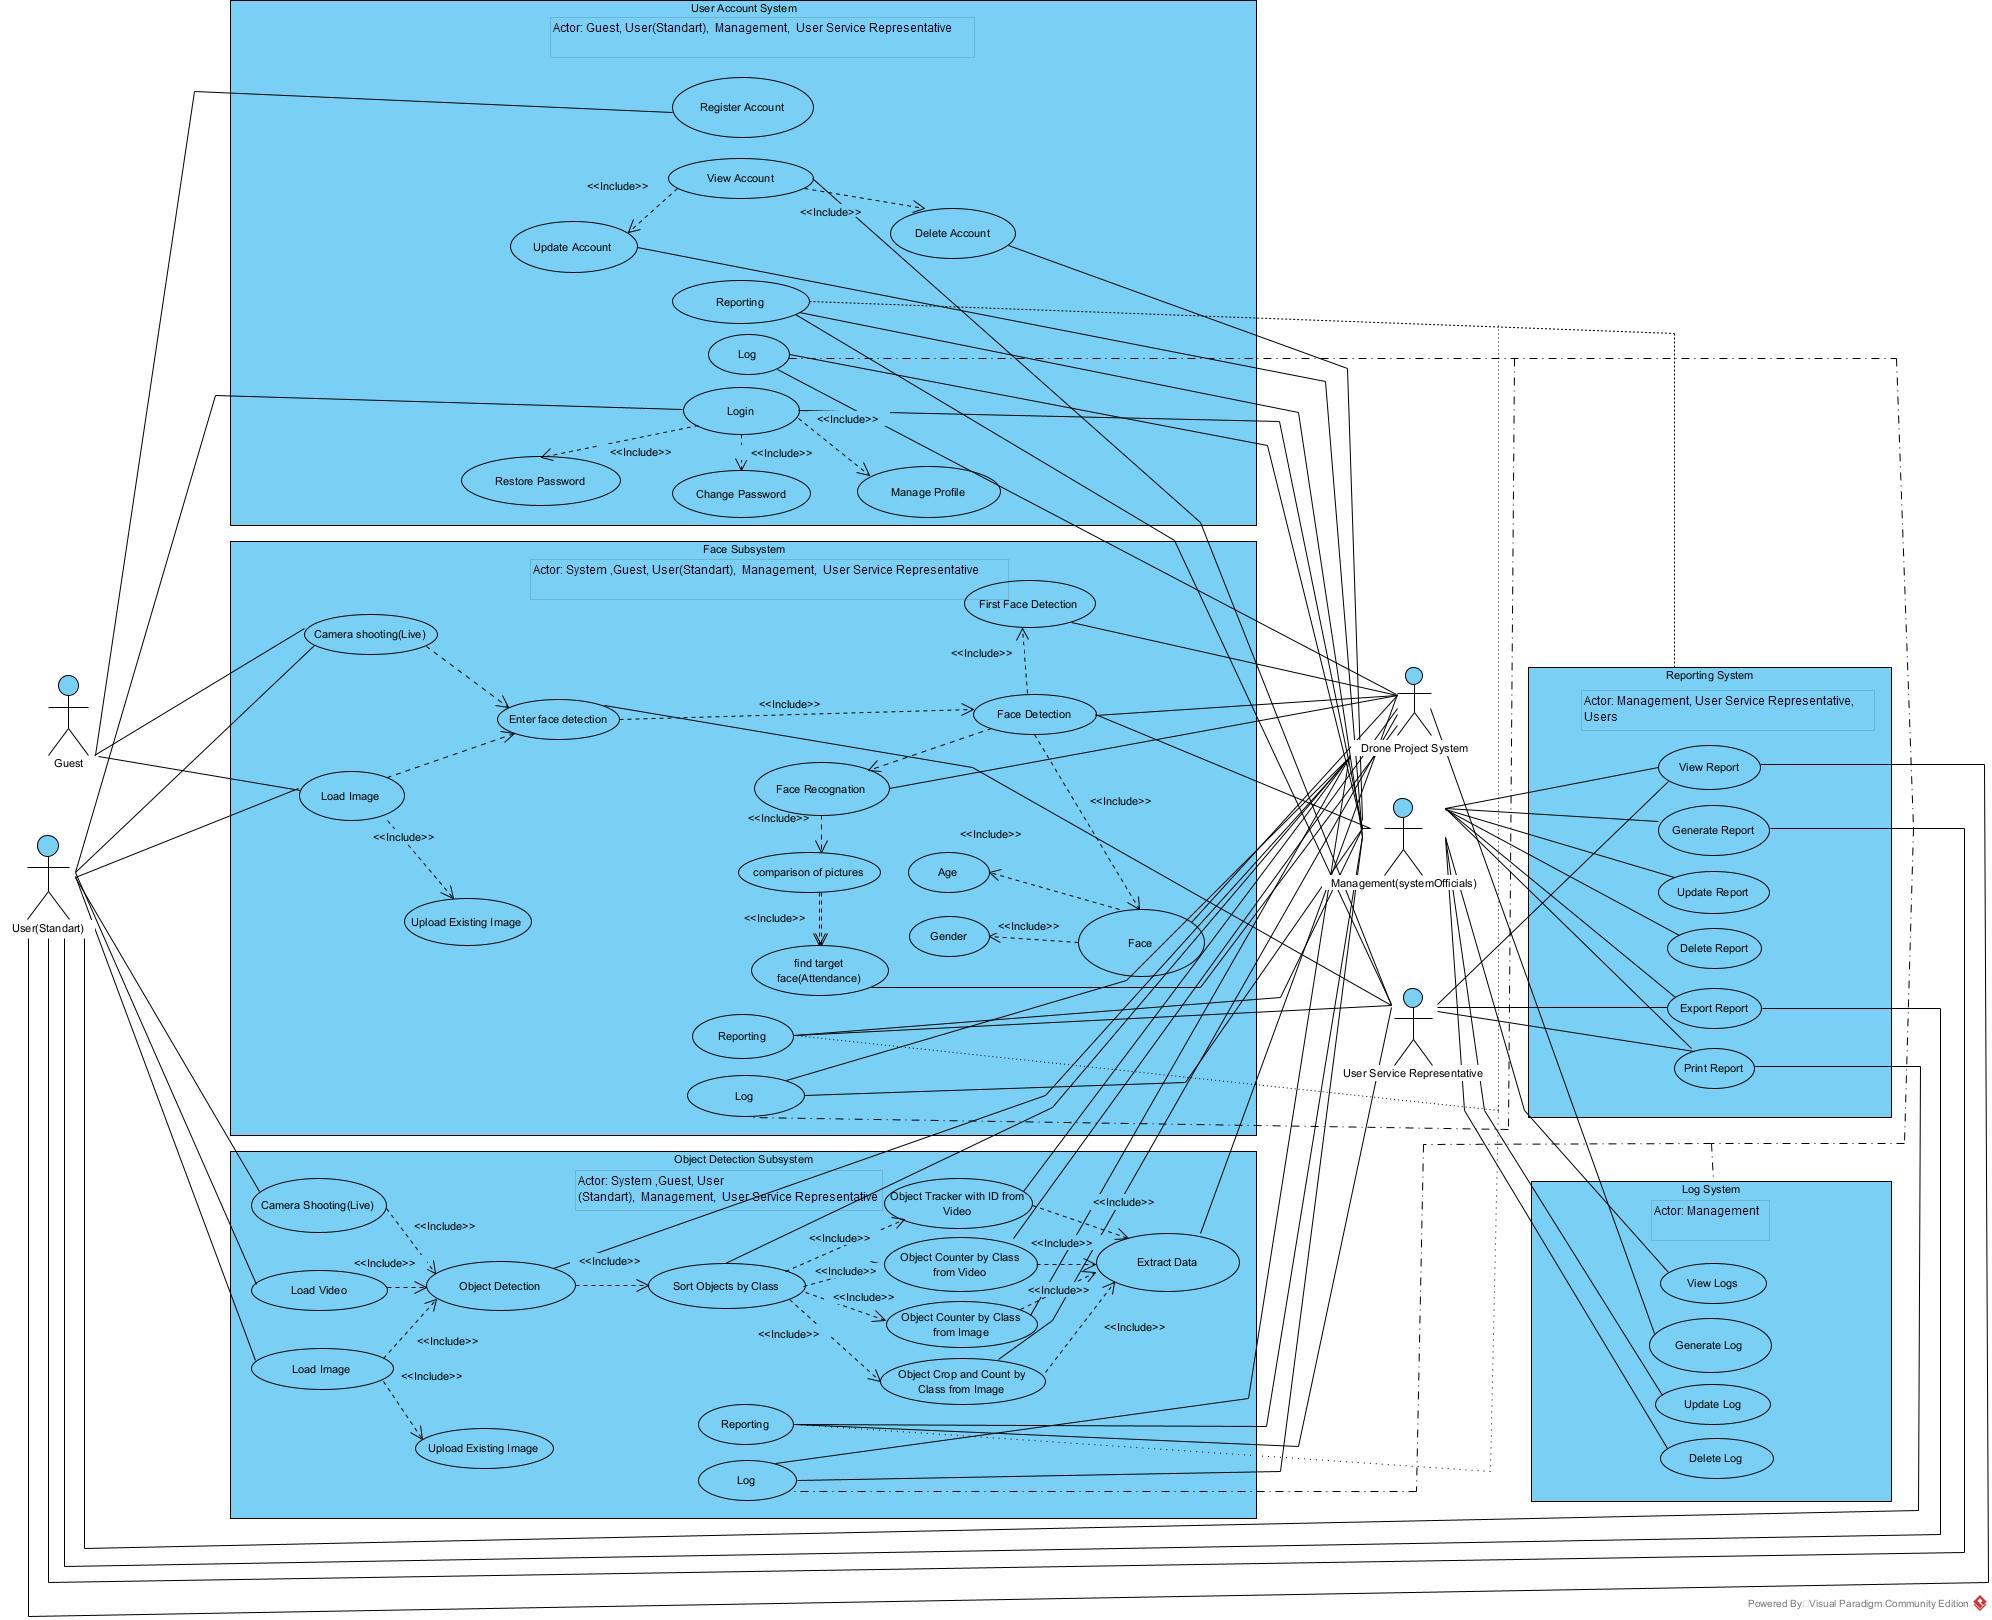 User Account System
Actor: Guest, User(Standart),  Management,  User Service Representative
Register Account
View Account
<<Include>>
<<Include>>
Update Account
Delete Account
Reporting
Log
Login
<<Include>>
<<Include>>
<<Include>>
Restore Password
Change Password
Manage Profile
Face Subsystem
Actor: System ,Guest, User(Standart),  Management,  User Service Representative
First Face Detection
Camera shooting(Live)
<<Include>>
Enter face detection
<<Include>>
Face Detection
Load Image
Face Recognation
<<Include>>
<<Include>>
<<Include>>
<<Include>>
comparison of pictures
Age
Upload Existing Image
<<Include>>
Gender
<<Include>>
Face
find target
face(Attendance)
Reporting
Log
Guest
User(Standart)
Drone Project System
Management(systemOfficials)
User Service Representative
Reporting System
Actor: Management, User Service Representative,
Users
View Report
Generate Report
Update Report
Delete Report
Export Report
Print Report
Object Detection Subsystem
Actor: System ,Guest, User
(Standart),  Management,  User Service Representative
Camera Shooting(Live)
<<Include>>
Object Tracker with ID from
Video
<<Include>>
<<Include>>
<<Include>>
<<Include>>
<<Include>>
Load Video
Object Detection
Sort Objects by Class
<<Include>>
Object Counter by Class
from Video
Extract Data
<<Include>>
<<Include>>
Object Counter by Class
from Image
<<Include>>
<<Include>>
<<Include>>
Load Image
<<Include>>
Object Crop and Count by
Class from Image
Upload Existing Image
Reporting
Log
Log System
Actor: Management
View Logs
Generate Log
Update Log
Delete Log
Powered By Visual Paradigm Community Edition